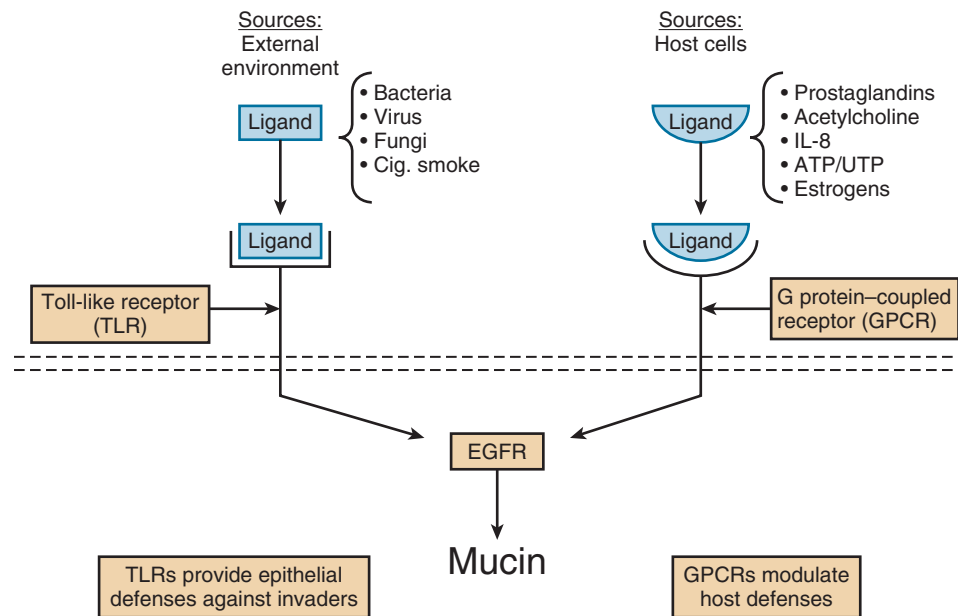 Sources:
External
environment
Ligand
• Bacteria
• Virus
• Fungi
• Cig. smoke
Sources:
Host cells
Ligand
• Prostaglandins
• Acetylcholine
• IL-8
• ATP/UTP
• Estrogens
Ligand
Ligand
Toll-like receptor
(TLR)
G protein–coupled
receptor (GPCR)
EGFR
Mucin
TLRs provide epithelial
defenses against invaders
GPCRs modulate
host defenses